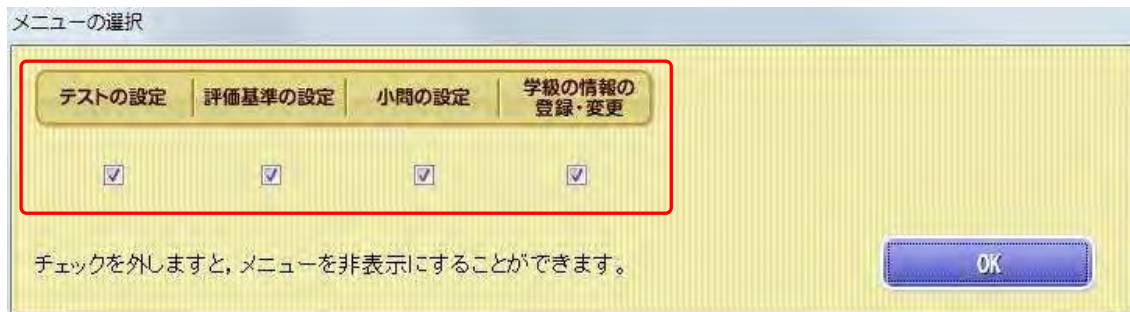 メニューの選択
テストの設定 評価基準の設定 小問の設定 学級の情報の
登録・変更
チェックを外しますと,メニューを非表示にすることができます。
OK